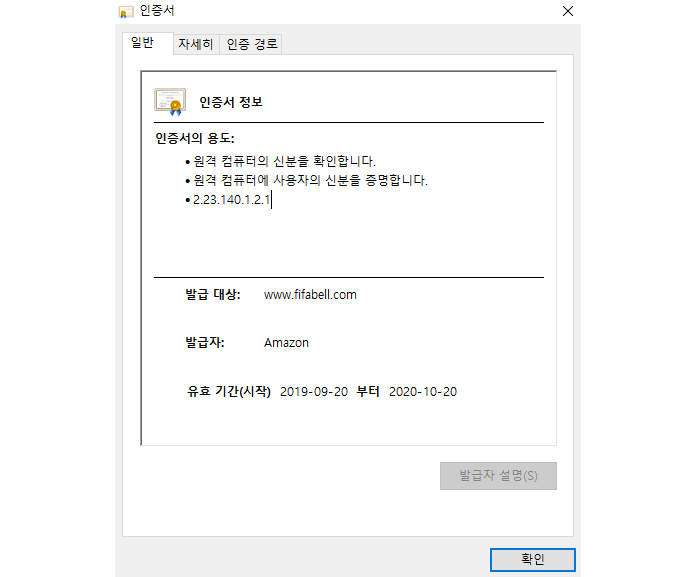 인증서
일반 자세히 인증 경로
인증서 정보
인증서의 용도:
• 원격 컴퓨터의 신분을 확인합니다.
• 원격 컴퓨터에 사용자의 신분을 증명합니다.
• 2.23.140.1.2.1
발급 대상: www.fifabell.com
발급자: Amazon
유효 기간(시작) 2019-09-20 부터 2020-10-20
발급자 설명(S)
확인